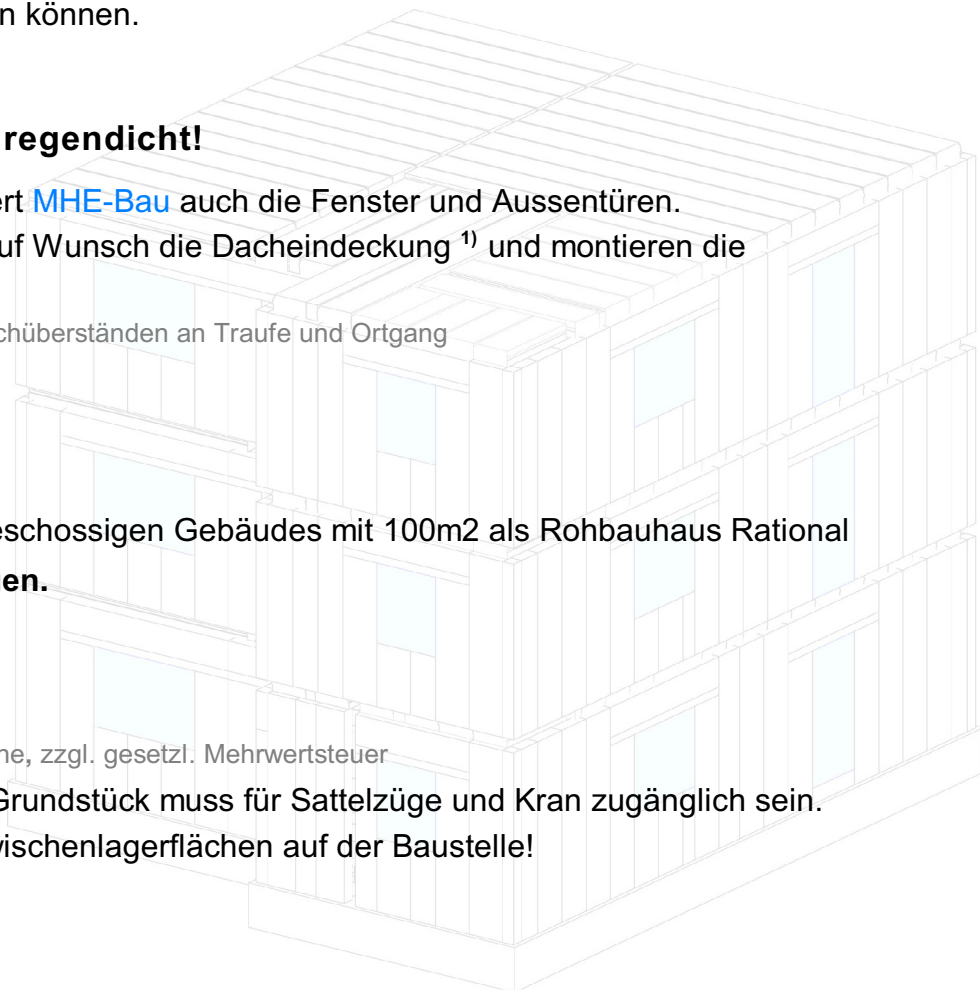 n können.
regendicht!
ert MHE-Bau auch die Fenster und Aussentüren.
uf Wunsch die Dacheindeckung 1) und montieren die
chüberständen an Traufe und Ortgang
eschossigen Gebäudes mit 100m2 als Rohbauhaus Rational
en.
ne, zzgl. gesetzl. Mehrwertsteuer
Grundstück muss für Sattelzüge und Kran zugänglich sein.
wischenlagerflächen auf der Baustelle!